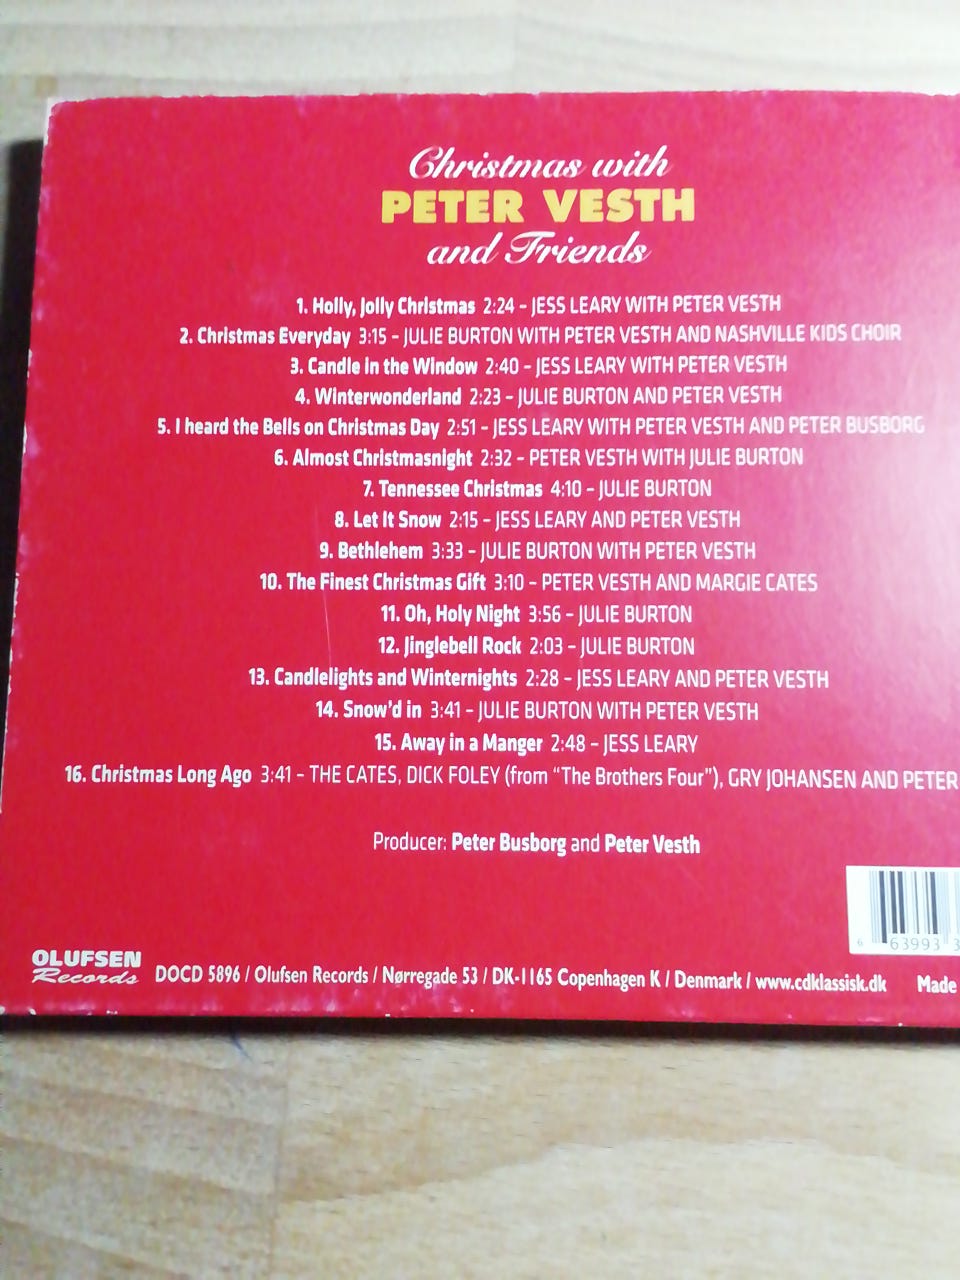 Christmas with
PETER VESTH
and Friends
1. Holly, Jolly Christmas 2:24 – JESS LEARY WITH PETER VESTH
2. Christmas Everyday 3:15 – JULIE BURTON WITH PETER VESTH AND NASHVILLE KIDS CHOIR
3. Candle in the Window 2:40 – JESS LEARY WITH PETER VESTH
4. Winterwonderland 2:23 – JULIE BURTON AND PETER VESTH
5. I heard the Bells on Christmas Day 2:51 – JESS LEARY WITH PETER VESTH AND PETER BUSBORG
6. Almost Christmasnight 2:32 – PETER VESTH WITH JULIE BURTON
7. Tennessee Christmas 4:10 – JULIE BURTON
8. Let It Snow 2:15 – JESS LEARY AND PETER VESTH
9. Bethlehem 3:33 – JULIE BURTON WITH PETER VESTH
10. The Finest Christmas Gift 3:10 – PETER VESTH AND MARGIE CATES
11. Oh, Holy Night 3:56 – JULIE BURTON
12. Jinglebell Rock 2:03 – JULIE BURTON
13. Candlelights and Winternights 2:28 – JESS LEARY AND PETER VESTH
14. Snow'd in 3:41 – JULIE BURTON WITH PETER VESTH
15. Away in a Manger 2:48 – JESS LEARY
16. Christmas Long Ago 3:41 – THE CATES, DICK FOLEY (from "The Brothers Four"), GRY JOHANSEN AND PETER
Producer: Peter Busborg and Peter Vesth
6 63993 3
OLUFSEN
Records
DOCD 5896 / Olufsen Records / Nørregade 53 / DK-1165 Copenhagen K / Denmark / www.cdklassisk.dk Made